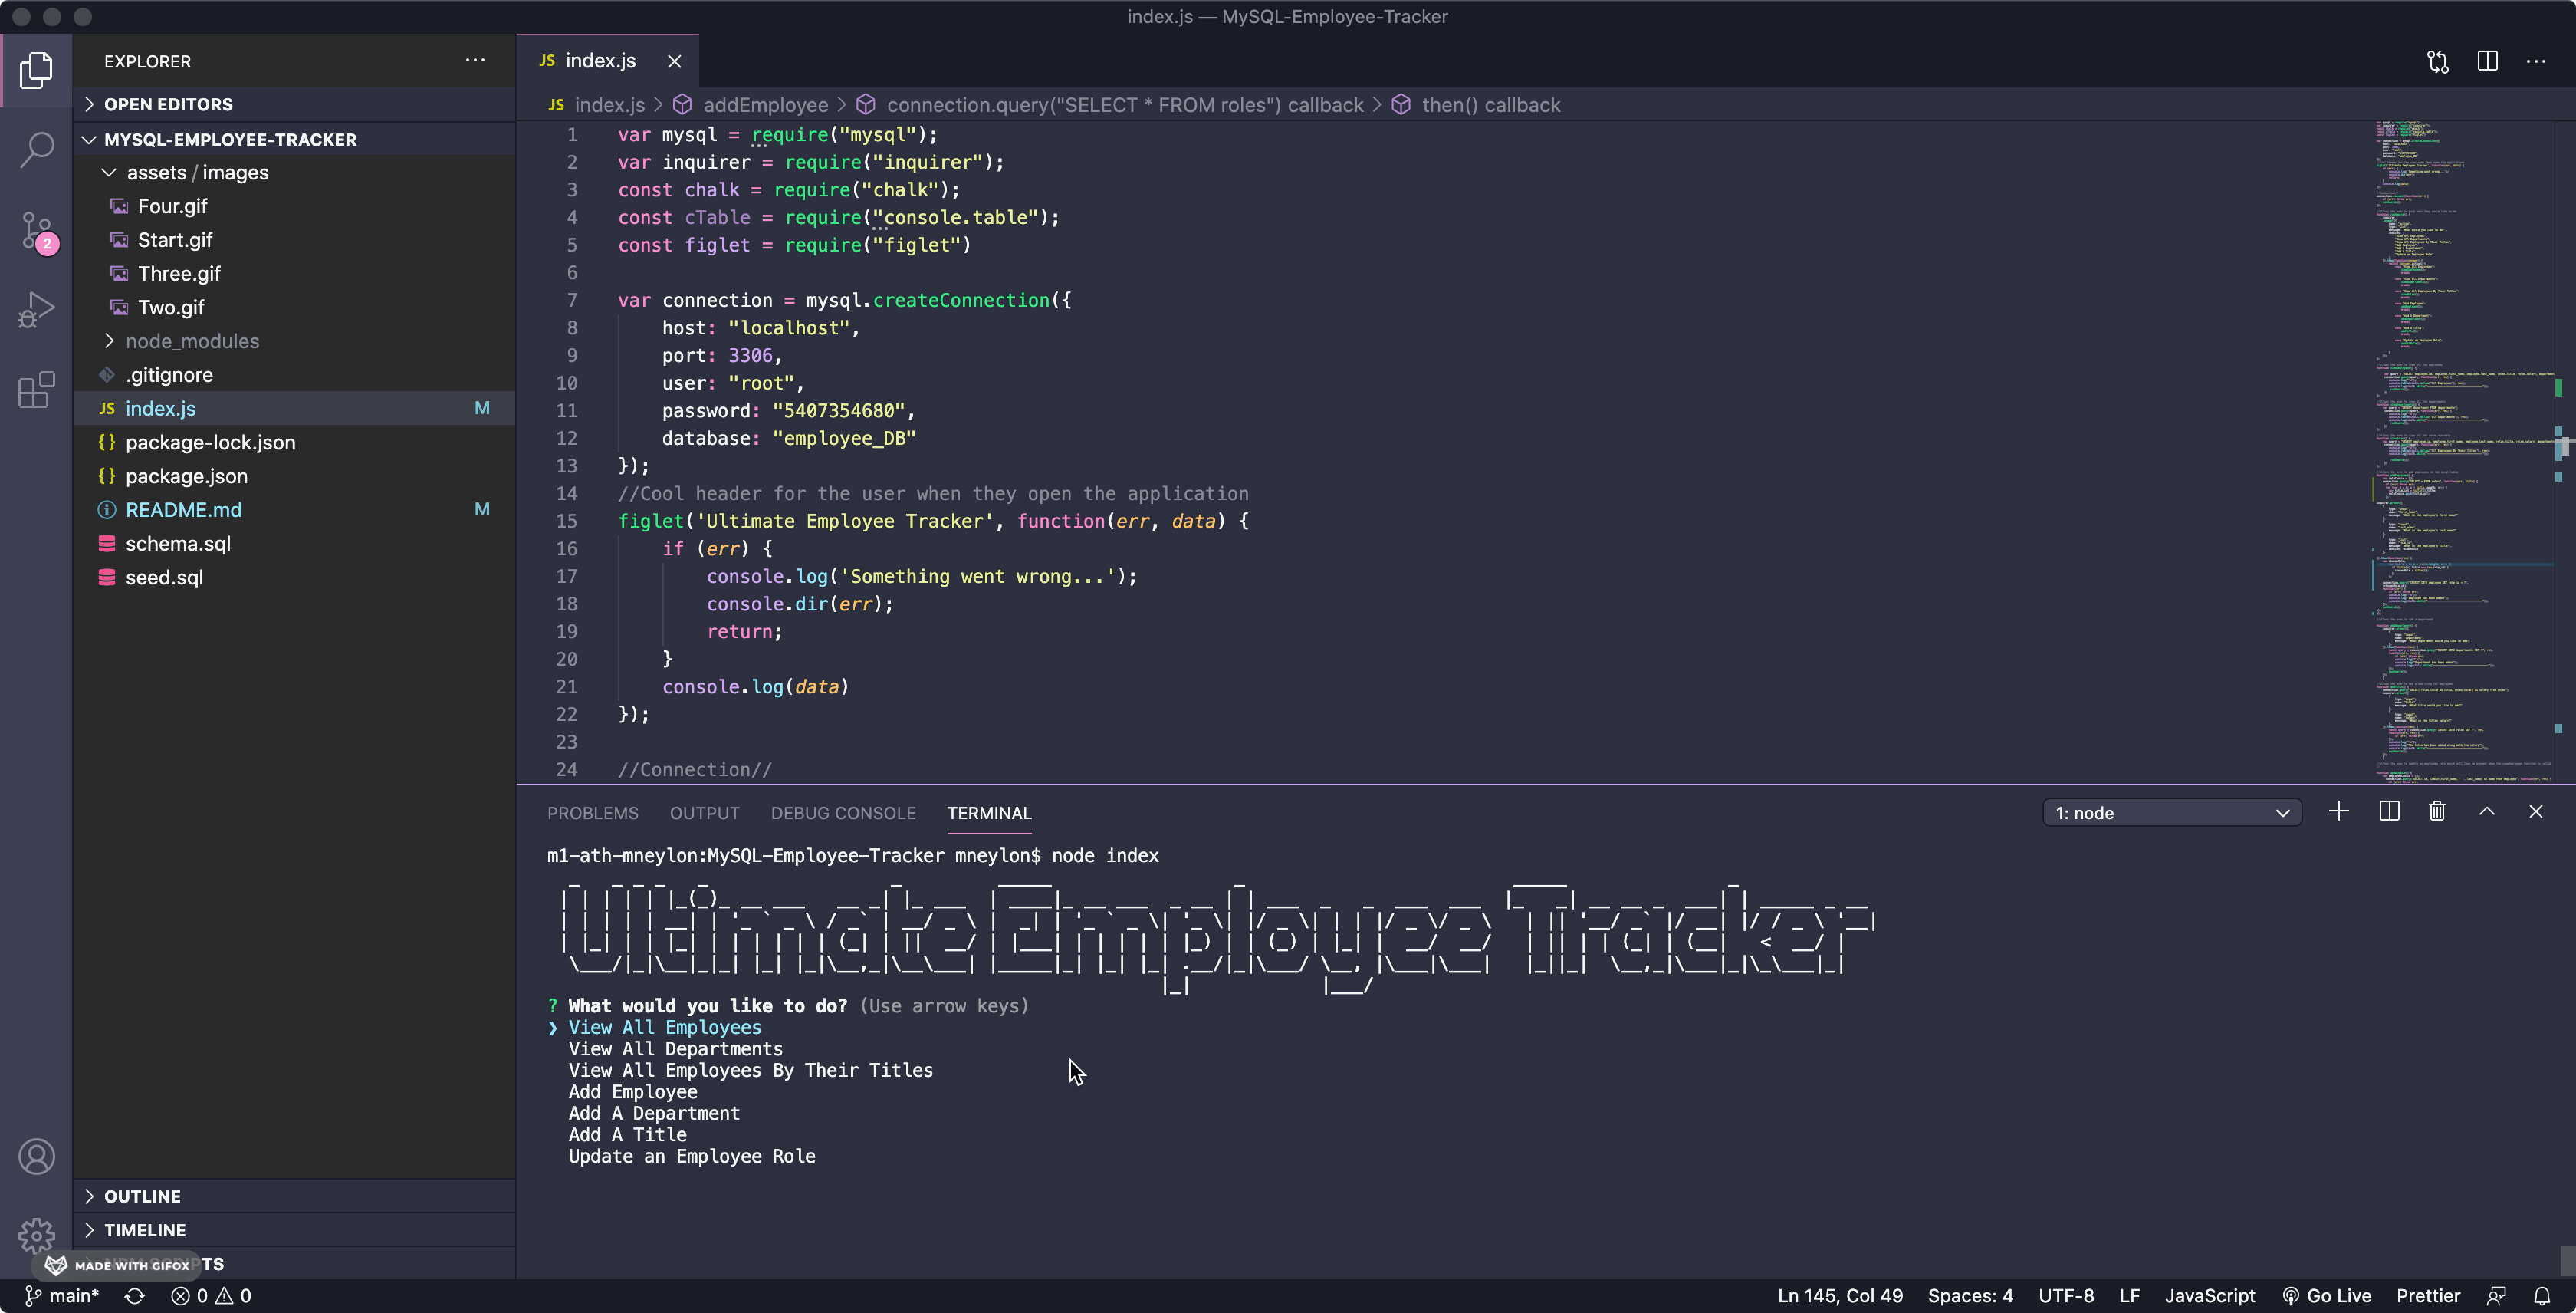 index.js — MySQL-Employee-Tracker
EXPLORER
OPEN EDITORS
MYSQL-EMPLOYEE-TRACKER
assets / images
Four.gif
Start.gif
Three.gif
Two.gif
node_modules
.gitignore
JS index.js M
{} package-lock.json
{} package.json
README.md M
schema.sql
seed.sql
OUTLINE
TIMELINE
2
JS index.js
JS index.js > addEmployee > connection.query("SELECT * FROM roles") callback > then() callback
1 var mysql = require("mysql");
2 var inquirer = require("inquirer");
3 const chalk = require("chalk");
4 const cTable = require("console.table");
5 const figlet = require("figlet")
6
7 var connection = mysql.createConnection({
8 host: "localhost",
9 port: 3306,
10 user: "root",
11 password: "5407354680",
12 database: "employee_DB"
13 });
14 //Cool header for the user when they open the application
15 figlet('Ultimate Employee Tracker', function(err, data) {
16 if (err) {
17 console.log('Something went wrong...');
18 console.dir(err);
19 return;
20 }
21 console.log(data)
22 });
23
24 //Connection//
PROBLEMS OUTPUT DEBUG CONSOLE TERMINAL 1: node
m1-ath-mneylon:MySQL-Employee-Tracker mneylon$ node index
Ultimate Employee Tracker
? What would you like to do? (Use arrow keys)
❯ View All Employees
View All Departments
View All Employees By Their Titles
Add Employee
Add A Department
Add A Title
Update an Employee Role
MADE WITH GIFOX
main* 0 0 Ln 145, Col 49 Spaces: 4 UTF-8 LF JavaScript Go Live Prettier